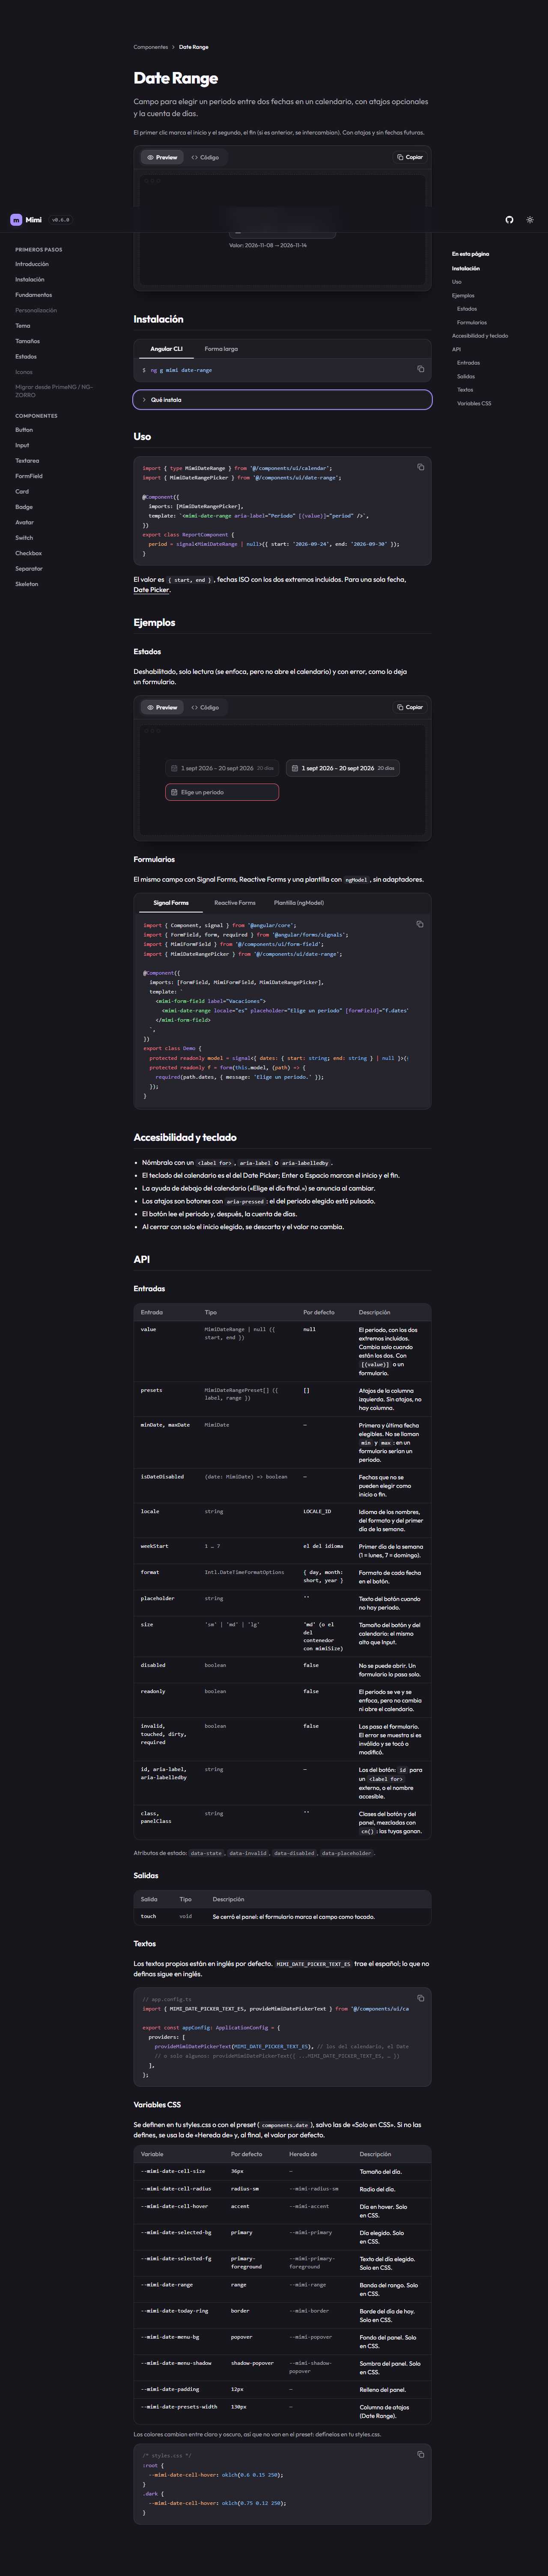 Componentes > Date Range
Date Range
Campo para elegir un periodo entre dos fechas en un calendario, con atajos opcionales
y la cuenta de días.
El primer clic marca el inicio y el segundo, el fin (si es anterior, se intercambian). Con atajos y sin fechas futuras.
Preview
Código
Copiar
m Mimi v0.6.0
Valor: 2026-11-08 → 2026-11-14
PRIMEROS PASOS
Introducción
Instalación
Fundamentos
Personalización
Tema
Tamaños
Estados
Iconos
Migrar desde PrimeNG / NG-
ZORRO
COMPONENTES
Button
Input
Textarea
FormField
Card
Badge
Avatar
Switch
Checkbox
Separator
Skeleton
En esta página
Instalación
Uso
Ejemplos
Estados
Formularios
Accesibilidad y teclado
API
Entradas
Salidas
Textos
Variables CSS
Instalación
Angular CLI
Forma larga
$ ng g mimi date-range
> Qué instala
Uso
import { type MimiDateRange } from '@/components/ui/calendar';
import { MimiDateRangePicker } from '@/components/ui/date-range';
@Component({
imports: [MimiDateRangePicker],
template: `<mimi-date-range aria-label="Periodo" [(value)]="period" />`,
})
export class ReportComponent {
period = signal<MimiDateRange | null>({ start: '2026-09-24', end: '2026-09-30' });
}
El valor es { start, end }, fechas ISO con los dos extremos incluidos. Para una sola fecha,
Date Picker.
Ejemplos
Estados
Deshabilitado, solo lectura (se enfoca, pero no abre el calendario) y con error, como lo deja
un formulario.
Preview
Código
Copiar
1 sept 2026 – 20 sept 2026 20 días
1 sept 2026 – 20 sept 2026 20 días
Elige un periodo
Formularios
El mismo campo con Signal Forms, Reactive Forms y una plantilla con ngModel, sin adaptadores.
Signal Forms
Reactive Forms
Plantilla (ngModel)
import { Component, signal } from '@angular/core';
import { FormField, form, required } from '@angular/forms/signals';
import { MimiFormField } from '@/components/ui/form-field';
import { MimiDateRangePicker } from '@/components/ui/date-range';
@Component({
imports: [FormField, MimiFormField, MimiDateRangePicker],
template: `
<mimi-form-field label="Vacaciones">
<mimi-date-range locale="es" placeholder="Elige un periodo" [formField]="f.dates"
</mimi-form-field>
`,
})
export class Demo {
protected readonly model = signal<{ dates: { start: string; end: string } | null }>({
protected readonly f = form(this.model, (path) => {
required(path.dates, { message: 'Elige un periodo.' });
});
}
Accesibilidad y teclado
• Nómbralo con un <label for>, aria-label o aria-labelledby.
• El teclado del calendario es el del Date Picker; Enter o Espacio marcan el inicio y el fin.
• La ayuda de debajo del calendario («Elige el día final.») se anuncia al cambiar.
• Los atajos son botones con aria-pressed: el del periodo elegido está pulsado.
• El botón lee el periodo y, después, la cuenta de días.
• Al cerrar con solo el inicio elegido, se descarta y el valor no cambia.
API
Entradas
Entrada Tipo Por defecto Descripción
value MimiDateRange | null ({ null El periodo, con los dos
start, end }) extremos incluidos.
Cambia solo cuando
están los dos. Con
[(value)] o un
formulario.
presets MimiDateRangePreset[] ({ [] Atajos de la columna
label, range }) izquierda. Sin atajos, no
hay columna.
minDate, maxDate MimiDate — Primera y última fecha
elegibles. No se llaman
min y max: en un
formulario serían un
periodo.
isDateDisabled (date: MimiDate) => boolean — Fechas que no se
pueden elegir como
inicio o fin.
locale string LOCALE_ID Idioma de los nombres,
del formato y del primer
día de la semana.
weekStart 1 … 7 el del idioma Primer día de la semana
(1 = lunes, 7 = domingo).
format Intl.DateTimeFormatOptions { day, month: Formato de cada fecha
short, year } en el botón.
placeholder string '' Texto del botón cuando
no hay periodo.
size 'sm' | 'md' | 'lg' 'md' (o el Tamaño del botón y del
del calendario: el mismo
contenedor alto que Input.
con mimiSize)
disabled boolean false No se puede abrir. Un
formulario lo pasa solo.
readonly boolean false El periodo se ve y se
enfoca, pero no cambia
ni abre el calendario.
invalid, boolean false Los pasa el formulario.
touched, dirty, El error se muestra si es
required inválido y se tocó o
modificó.
id, aria-label, string — Los del botón: id para
aria-labelledby un <label for>
externo, o el nombre
accesible.
class, string '' Clases del botón y del
panelClass panel, mezcladas con
cn(): las tuyas ganan.
Atributos de estado: data-state, data-invalid, data-disabled, data-placeholder.
Salidas
Salida Tipo Descripción
touch void Se cerró el panel: el formulario marca el campo como tocado.
Textos
Los textos propios están en inglés por defecto. MIMI_DATE_PICKER_TEXT_ES trae el español; lo que no
definas sigue en inglés.
// app.config.ts
import { MIMI_DATE_PICKER_TEXT_ES, provideMimiDatePickerText } from '@/components/ui/ca
export const appConfig: ApplicationConfig = {
providers: [
provideMimiDatePickerText(MIMI_DATE_PICKER_TEXT_ES), // los del calendario, el Date
// o solo algunos: provideMimiDatePickerText({ ...MIMI_DATE_PICKER_TEXT_ES, … })
],
};
Variables CSS
Se definen en tu styles.css o con el preset (components.date), salvo las de «Solo en CSS». Si no las
defines, se usa la de «Hereda de» y, al final, el valor por defecto.
Variable Por defecto Hereda de Descripción
--mimi-date-cell-size 36px — Tamaño del día.
--mimi-date-cell-radius radius-sm --mimi-radius-sm Radio del día.
--mimi-date-cell-hover accent --mimi-accent Día en hover. Solo
en CSS.
--mimi-date-selected-bg primary --mimi-primary Día elegido. Solo
en CSS.
--mimi-date-selected-fg primary- --mimi-primary- Texto del día elegido.
foreground foreground Solo en CSS.
--mimi-date-range range --mimi-range Banda del rango. Solo
en CSS.
--mimi-date-today-ring border --mimi-border Borde del día de hoy.
Solo en CSS.
--mimi-date-menu-bg popover --mimi-popover Fondo del panel. Solo
en CSS.
--mimi-date-menu-shadow shadow-popover --mimi-shadow- Sombra del panel. Solo
popover en CSS.
--mimi-date-padding 12px — Relleno del panel.
--mimi-date-presets-width 130px — Columna de atajos
(Date Range).
Los colores cambian entre claro y oscuro, así que no van en el preset: defínelos en tu styles.css.
/* styles.css */
:root {
--mimi-date-cell-hover: oklch(0.6 0.15 250);
}
.dark {
--mimi-date-cell-hover: oklch(0.75 0.12 250);
}